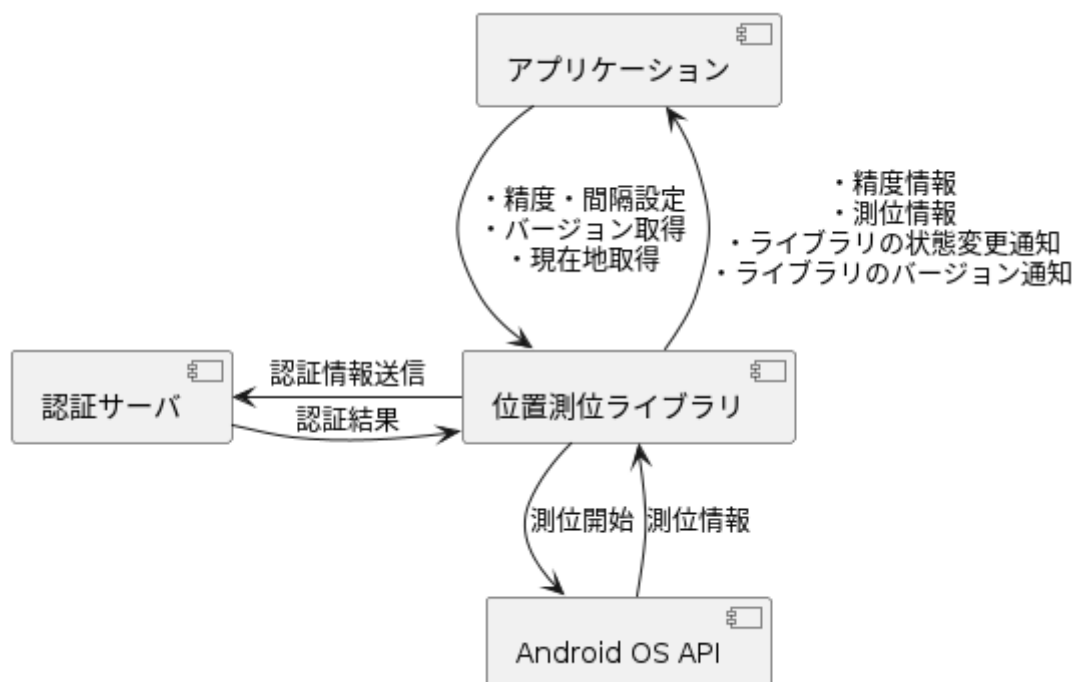 アプリケーション
・精度・間隔設定
・バージョン取得
・現在地取得
・精度情報
・測位情報
・ライブラリの状態変更通知
・ライブラリのバージョン通知
認証サーバ
認証情報送信
認証結果
位置測位ライブラリ
測位開始
測位情報
Android OS API